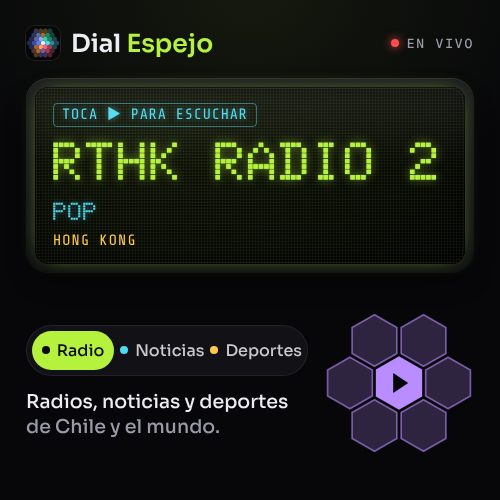 Dial Espejo
EN VIVO
TOCA ▶ PARA ESCUCHAR
RTHK RADIO 2
POP
HONG KONG
Radio
Noticias
Deportes
Radios, noticias y deportes
de Chile y el mundo.